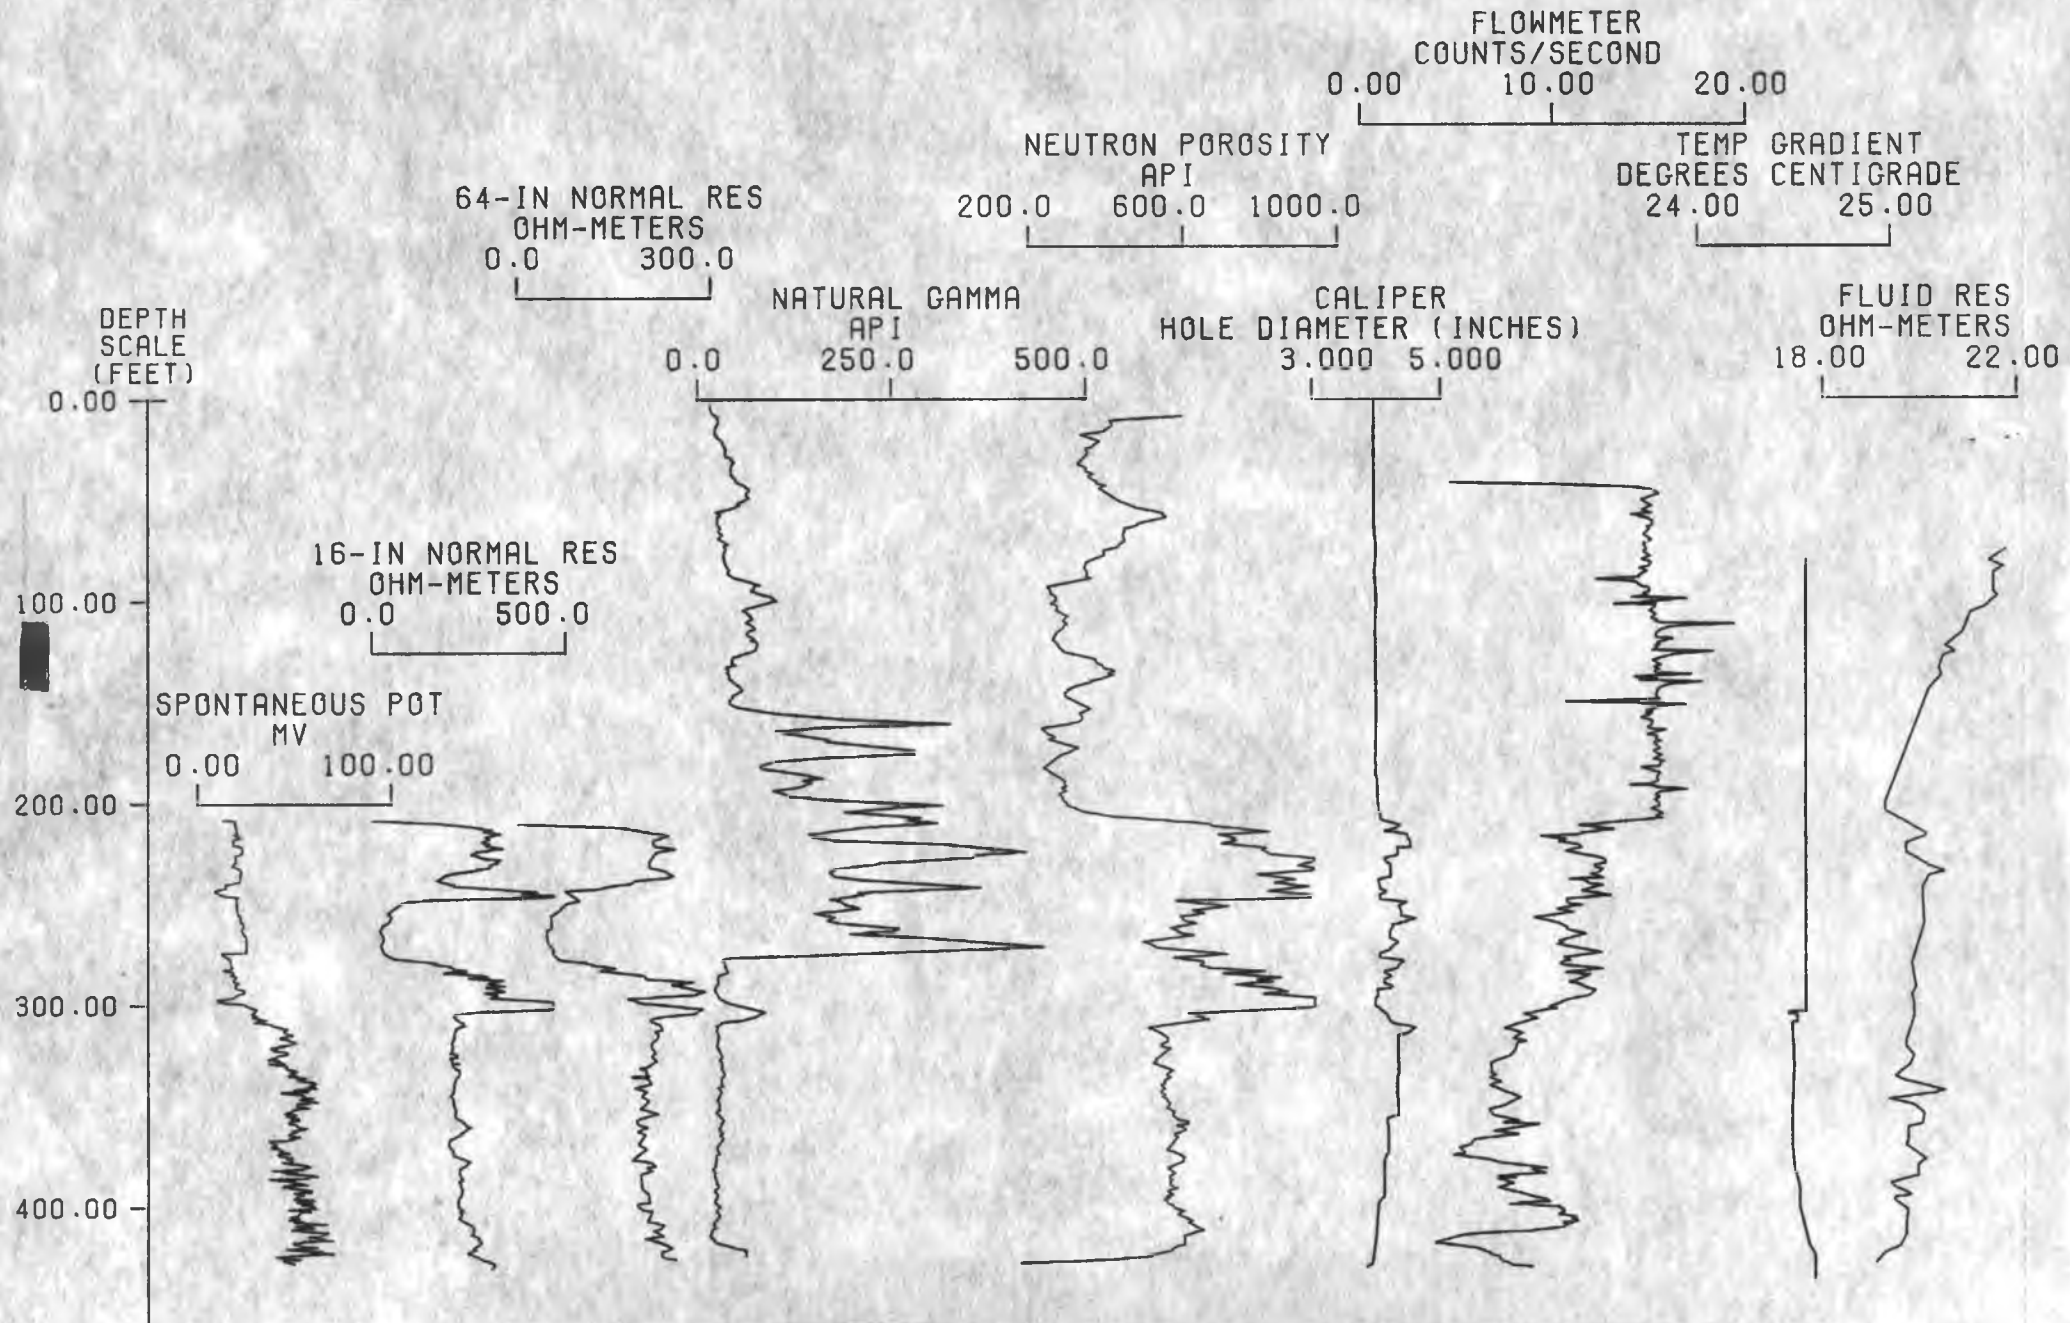 FLOWMETER
COUNTS/SECOND
0.00 10.00 20.00
NEUTRON POROSITY
API
200.0 600.0 1000.0
TEMP GRADIENT
DEGREES CENTIGRADE
24.00 25.00
64-IN NORMAL RES
OHM-METERS
0.0 300.0
NATURAL GAMMA
API
0.0 250.0 500.0
CALIPER
HOLE DIAMETER (INCHES)
3.000 5.000
FLUID RES
OHM-METERS
18.00 22.00
DEPTH
SCALE
(FEET)
0.00
16-IN NORMAL RES
OHM-METERS
0.0 500.0
100.00
SPONTANEOUS POT
MV
0.00 100.00
200.00
300.00
400.00